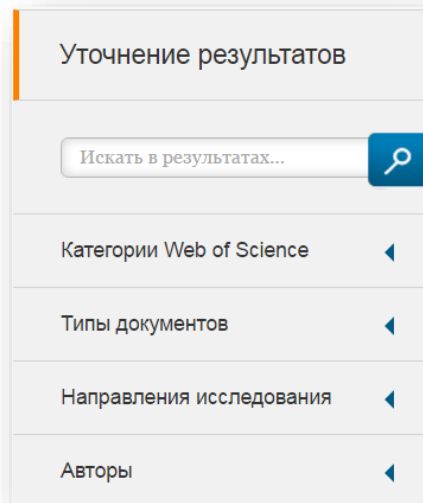 Уточнение результатов
Искать в результатах...
Категории Web of Science
Типы документов
Направления исследования
Авторы